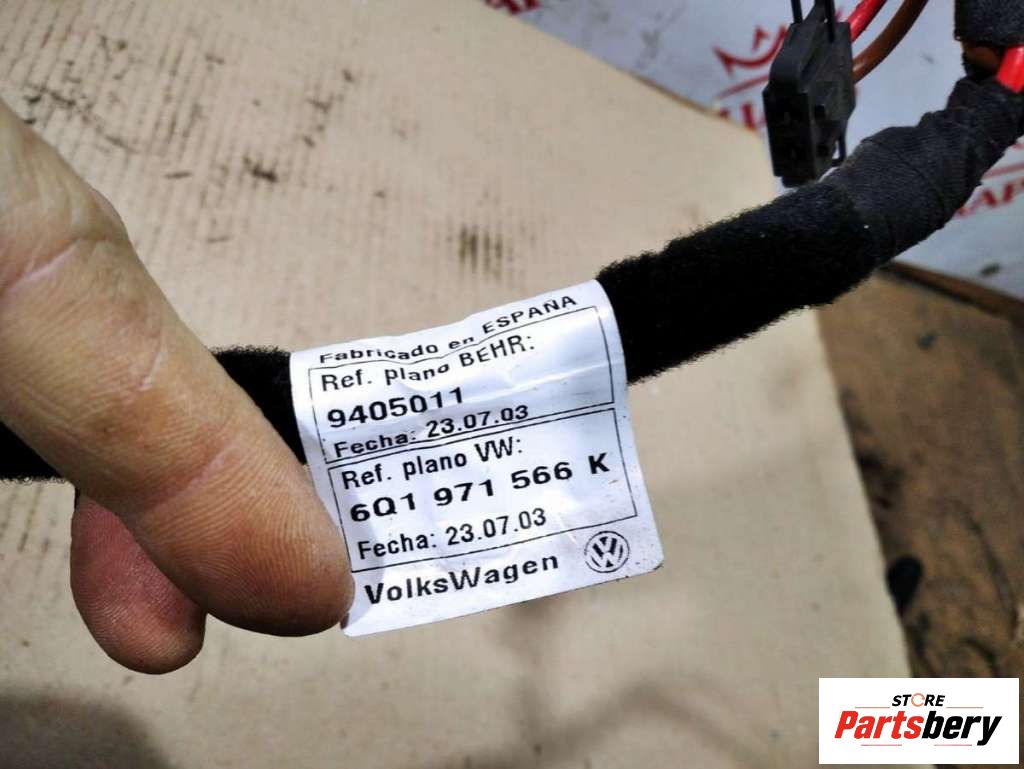 Fabricado en ESPAÑA
Ref. plano BEHR:
9405011
Fecha: 23.07.03
Ref. plano VW:
6Q1 971 566 K
Fecha: 23.07.03
VolksWagen
STORE
Partsbery